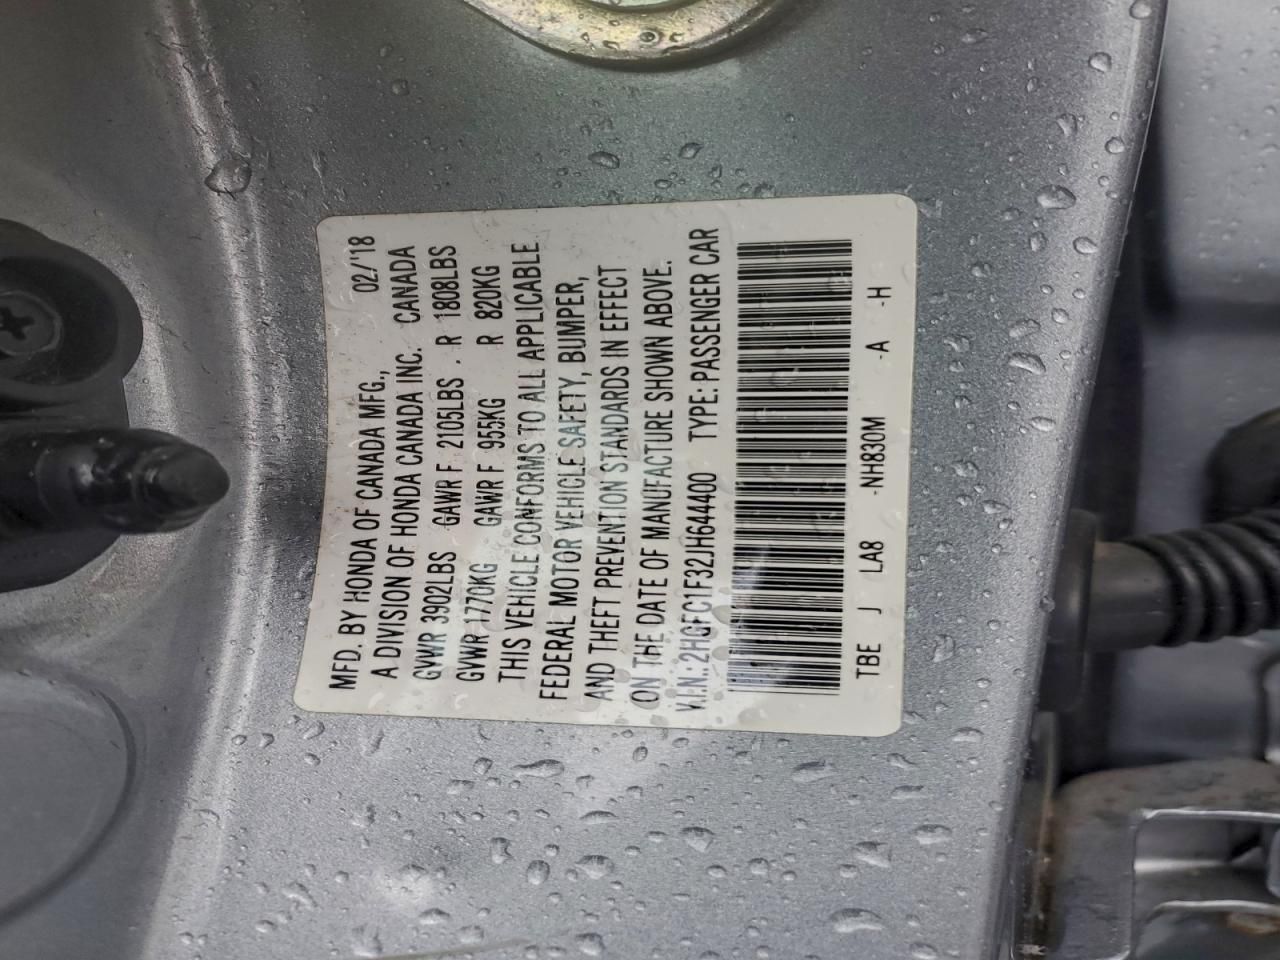 MFD. BY HONDA OF CANADA MFG., 02/'18
A DIVISION OF HONDA CANADA INC. CANADA
GVWR 3902LBS GAWR F 2105LBS . R 1808LBS
GVWR 1770KG GAWR F 955KG R 820KG
THIS VEHICLE CONFORMS TO ALL APPLICABLE
FEDERAL MOTOR VEHICLE SAFETY, BUMPER,
AND THEFT PREVENTION STANDARDS IN EFFECT
ON THE DATE OF MANUFACTURE SHOWN ABOVE.
V.I.N.:2HGFC1F32JH644400 TYPE:PASSENGER CAR
TBE J LA8 -NH830M -A -H